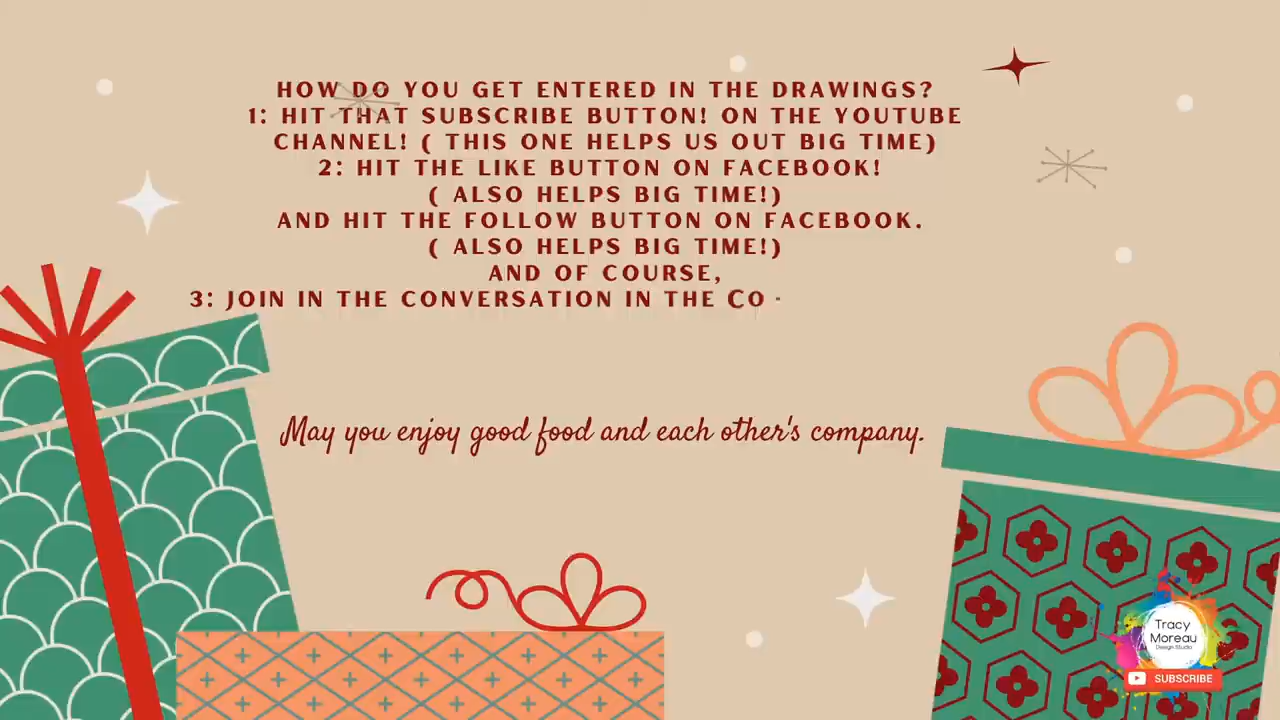 HOW DO YOU GET ENTERED IN THE DRAWINGS?
1: HIT THAT SUBSCRIBE BUTTON! ON THE YOUTUBE
CHANNEL! ( THIS ONE HELPS US OUT BIG TIME)
2: HIT THE LIKE BUTTON ON FACEBOOK!
( ALSO HELPS BIG TIME!)
AND HIT THE FOLLOW BUTTON ON FACEBOOK.
( ALSO HELPS BIG TIME!)
AND OF COURSE,
3: JOIN IN THE CONVERSATION IN THE CO
May you enjoy good food and each other's company.
Tracy
Moreau
Design Studio
SUBSCRIBE